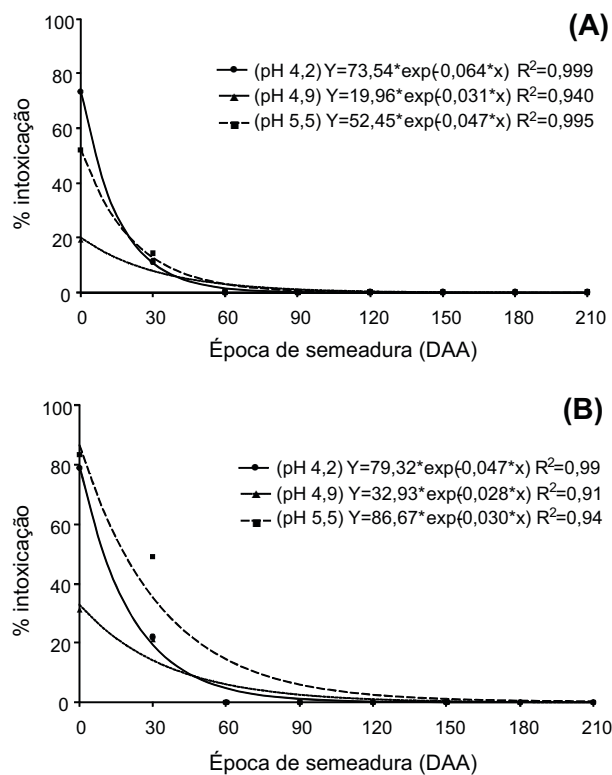 (A)
100
80
60
40
20
0
% intoxicação
(pH 4,2) Y=73,54*exp(-0,064*x) R²=0,999
(pH 4,9) Y=19,96*exp(-0,031*x) R²=0,940
(pH 5,5) Y=52,45*exp(-0,047*x) R²=0,995
0 30 60 90 120 150 180 210
Época de semeadura (DAA)
(B)
100
80
60
40
20
0
% intoxicação
(pH 4,2) Y=79,32*exp(-0,047*x) R²=0,99
(pH 4,9) Y=32,93*exp(-0,028*x) R²=0,91
(pH 5,5) Y=86,67*exp(-0,030*x) R²=0,94
0 30 60 90 120 150 180 210
Época de semeadura (DAA)